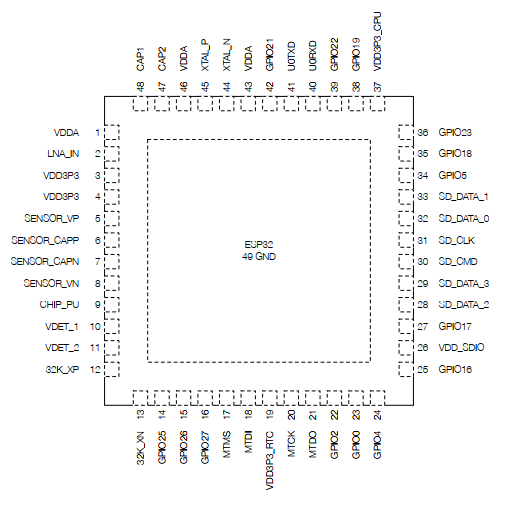 CAP1
CAP2
VDDA
XTAL_P
XTAL_N
VDDA
GPIO21
U0TXD
U0RXD
GPIO22
GPIO19
VDD3P3_CPU
48
47
46
45
44
43
42
41
40
39
38
37
VDDA 1
LNA_IN 2
VDD3P3 3
VDD3P3 4
SENSOR_VP 5
SENSOR_CAPP 6
SENSOR_CAPN 7
SENSOR_VN 8
CHIP_PU 9
VDET_1 10
VDET_2 11
32K_XP 12
ESP32
49 GND
36 GPIO23
35 GPIO18
34 GPIO5
33 SD_DATA_1
32 SD_DATA_0
31 SD_CLK
30 SD_CMD
29 SD_DATA_3
28 SD_DATA_2
27 GPIO17
26 VDD_SDIO
25 GPIO16
13
14
15
16
17
18
19
20
21
22
23
24
32K_XN
GPIO25
GPIO26
GPIO27
MTMS
MTDI
VDD3P3_RTC
MTCK
MTDO
GPIO2
GPIO0
GPIO4